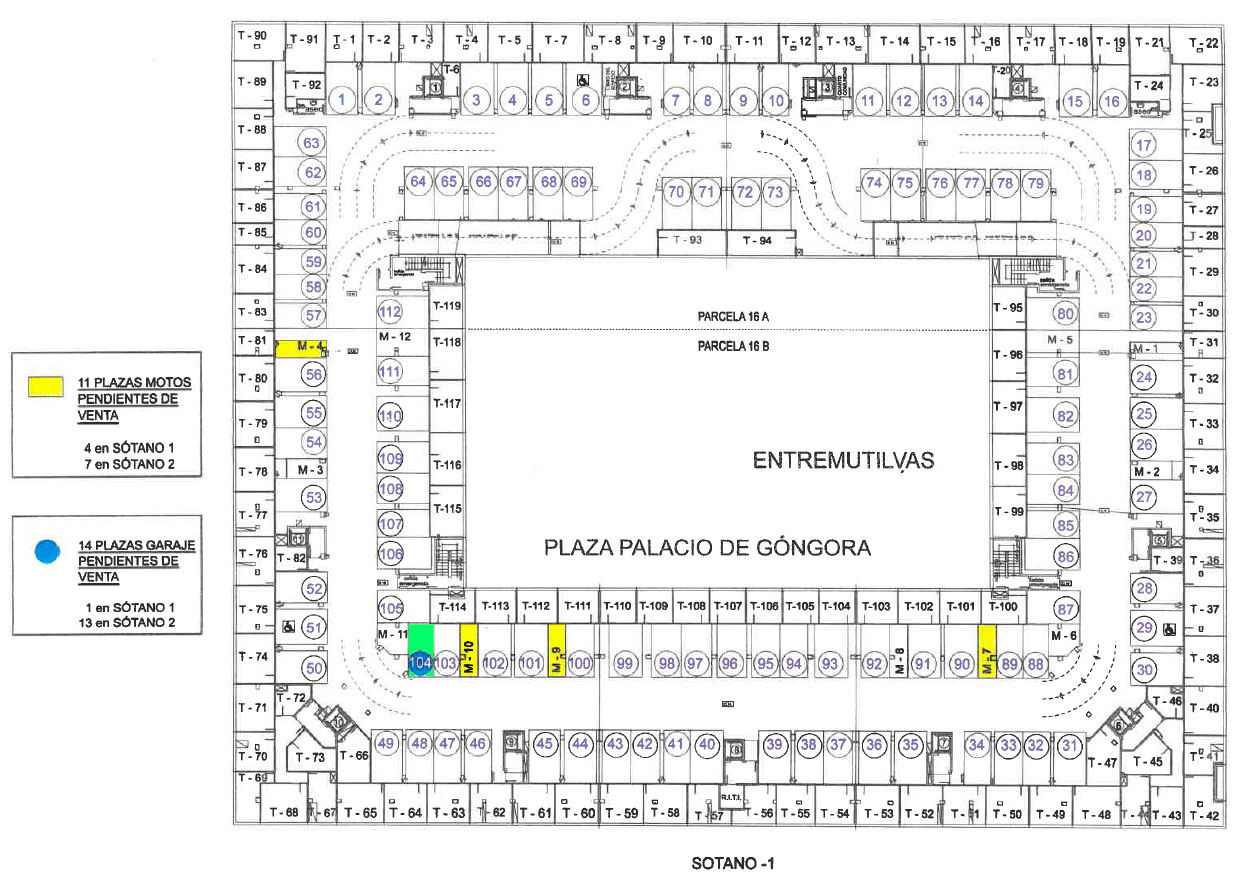 T - 90
T - 91
T - 1
T - 2
T - 3
T - 4
T - 5
T - 7
T - 8
T - 9
T - 10
T - 11
T - 12
T - 13
T - 14
T - 15
T - 16
T - 17
T - 18
T - 19
T - 21
T - 22
T - 89
T - 92
T-6
T-20
T - 24
T - 23
1
2
3
4
5
6
7
8
9
10
11
12
13
14
15
16
T - 88
63
17
T - 25
T - 87
62
64
65
66
67
68
69
70
71
72
73
74
75
76
77
78
79
18
T - 26
T - 86
61
19
T - 27
T - 85
60
T - 93
T - 94
20
T - 28
T - 84
59
58
salida
emergencia
21
22
T - 29
T - 83
57
112
T-119
PARCELA 16 A
T - 95
80
23
T - 30
T - 81
M - 4
M - 12
T-118
PARCELA 16 B
T - 96
M - 5
M - 1
T - 31
T - 80
56
111
81
24
T - 32
11 PLAZAS MOTOS
PENDIENTES DE
VENTA
4 en SÓTANO 1
7 en SÓTANO 2
T - 79
55
54
110
T-117
T - 97
82
25
26
T - 33
T - 78
M - 3
109
T-116
ENTREMUTILVAS
T - 98
83
M - 2
T - 34
T - 77
53
108
107
T-115
T - 99
84
85
27
T - 35
14 PLAZAS GARAJE
PENDIENTES DE
VENTA
1 en SÓTANO 1
13 en SÓTANO 2
T - 76
11
T - 82
106
PLAZA PALACIO DE GÓNGORA
86
5
T - 39
T - 36
T - 75
52
105
T-114
T-113
T-112
T-111
T-110
T-109
T-108
T-107
T-106
T-105
T-104
T-103
T-102
T-101
T-100
87
28
T - 37
51
M - 11
M - 6
29
T - 74
50
104
103
M - 10
102
101
M - 9
100
99
98
97
96
95
94
93
92
M - 8
91
90
M - 7
89
88
30
T - 38
T - 71
T - 72
10
6
T - 46
T - 40
T - 70
T - 73
T - 66
49
48
47
46
9
45
44
43
42
41
40
8
39
38
37
36
35
7
34
33
32
31
T - 47
T - 45
T - 41
T - 69
T - 68
T - 67
T - 65
T - 64
T - 63
T - 62
T - 61
T - 60
T - 59
T - 58
T - 57
R.I.T.I.
T - 56
T - 55
T - 54
T - 53
T - 52
T - 51
T - 50
T - 49
T - 48
T - 43
T - 42
SOTANO -1